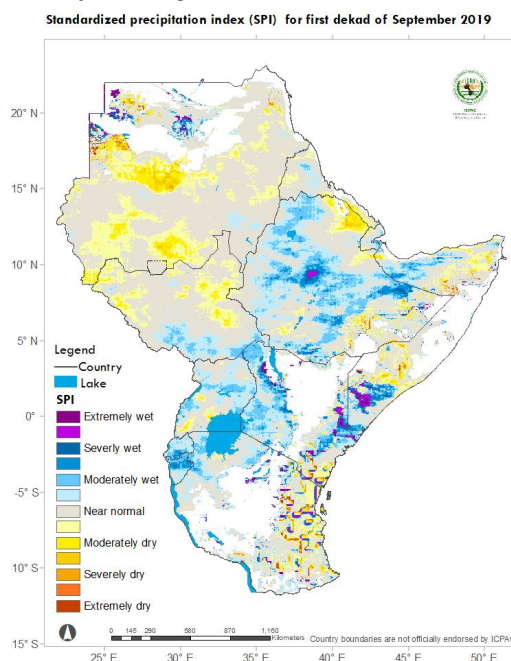 Standardized precipitation index (SPI) for first dekad of September 2019
20° N
15° N
10° N
5° N
0°
-5° S
-10° S
15° S
25° E
30° E
35° E
40° E
45° E
50° E
Legend
Country
Lake
SPI
Extremely wet
Severly wet
Moderately wet
Near normal
Moderately dry
Severely dry
Extremely dry
0 145 290 580 870 1,160
Kilometers
Country boundaries are not officially endorsed by ICPAC